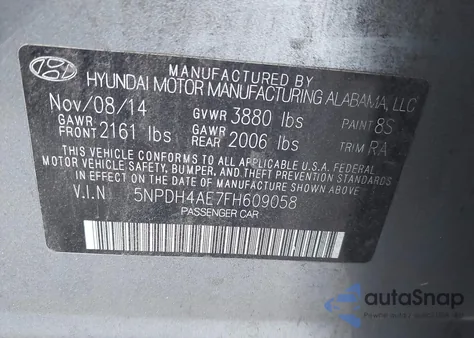 MANUFACTURED BY
HYUNDAI MOTOR MANUFACTURING ALABAMA, LLC
Nov/08/14 GVWR 3880 lbs PAINT 8S
GAWR FRONT 2161 lbs GAWR REAR 2006 lbs TRIM RA
THIS VEHICLE CONFORMS TO ALL APPLICABLE U.S.A. FEDERAL
MOTOR VEHICLE SAFETY, BUMPER, AND THEFT PREVENTION
STANDARDS IN EFFECT ON THE DATE OF MANUFACTURE
SHOWN ABOVE.
V.I.N 5NPDH4AE7FH609058
PASSENGER CAR
autoSnap